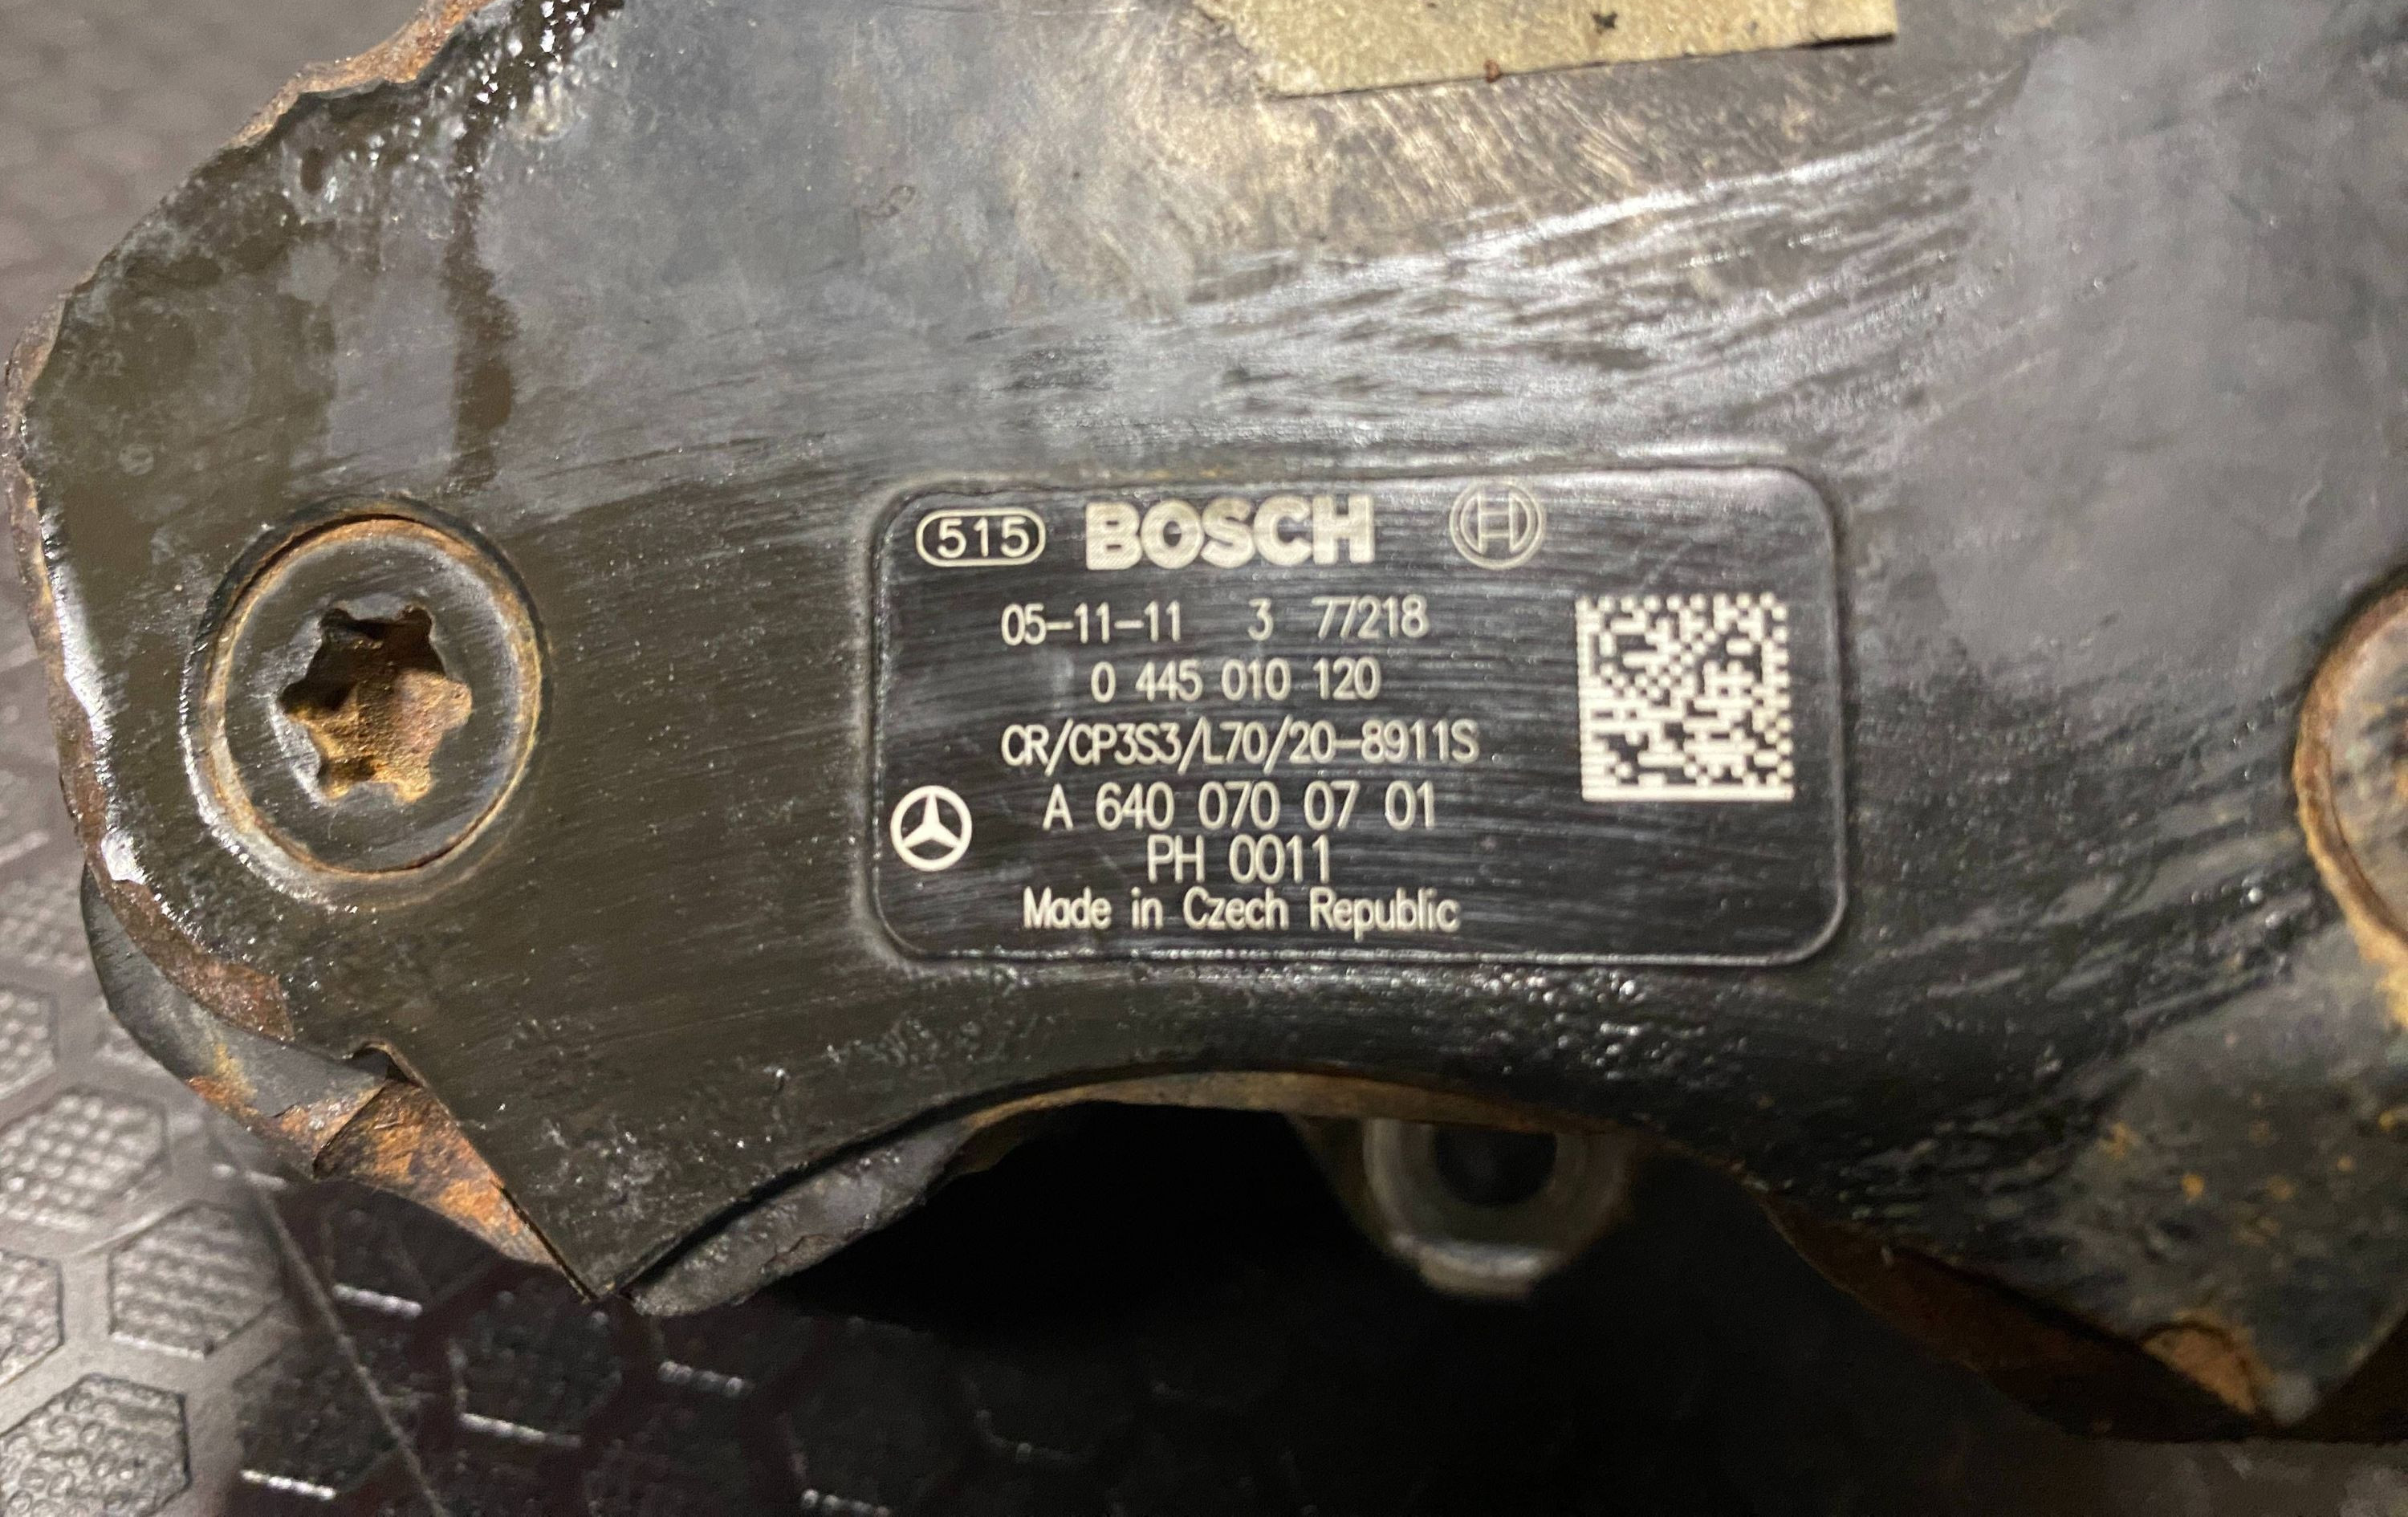 515 BOSCH
05-11-11 3 77218
0 445 010 120
CR/CP3S3/L70/20-8911S
A 640 070 07 01
PH 0011
Made in Czech Republic